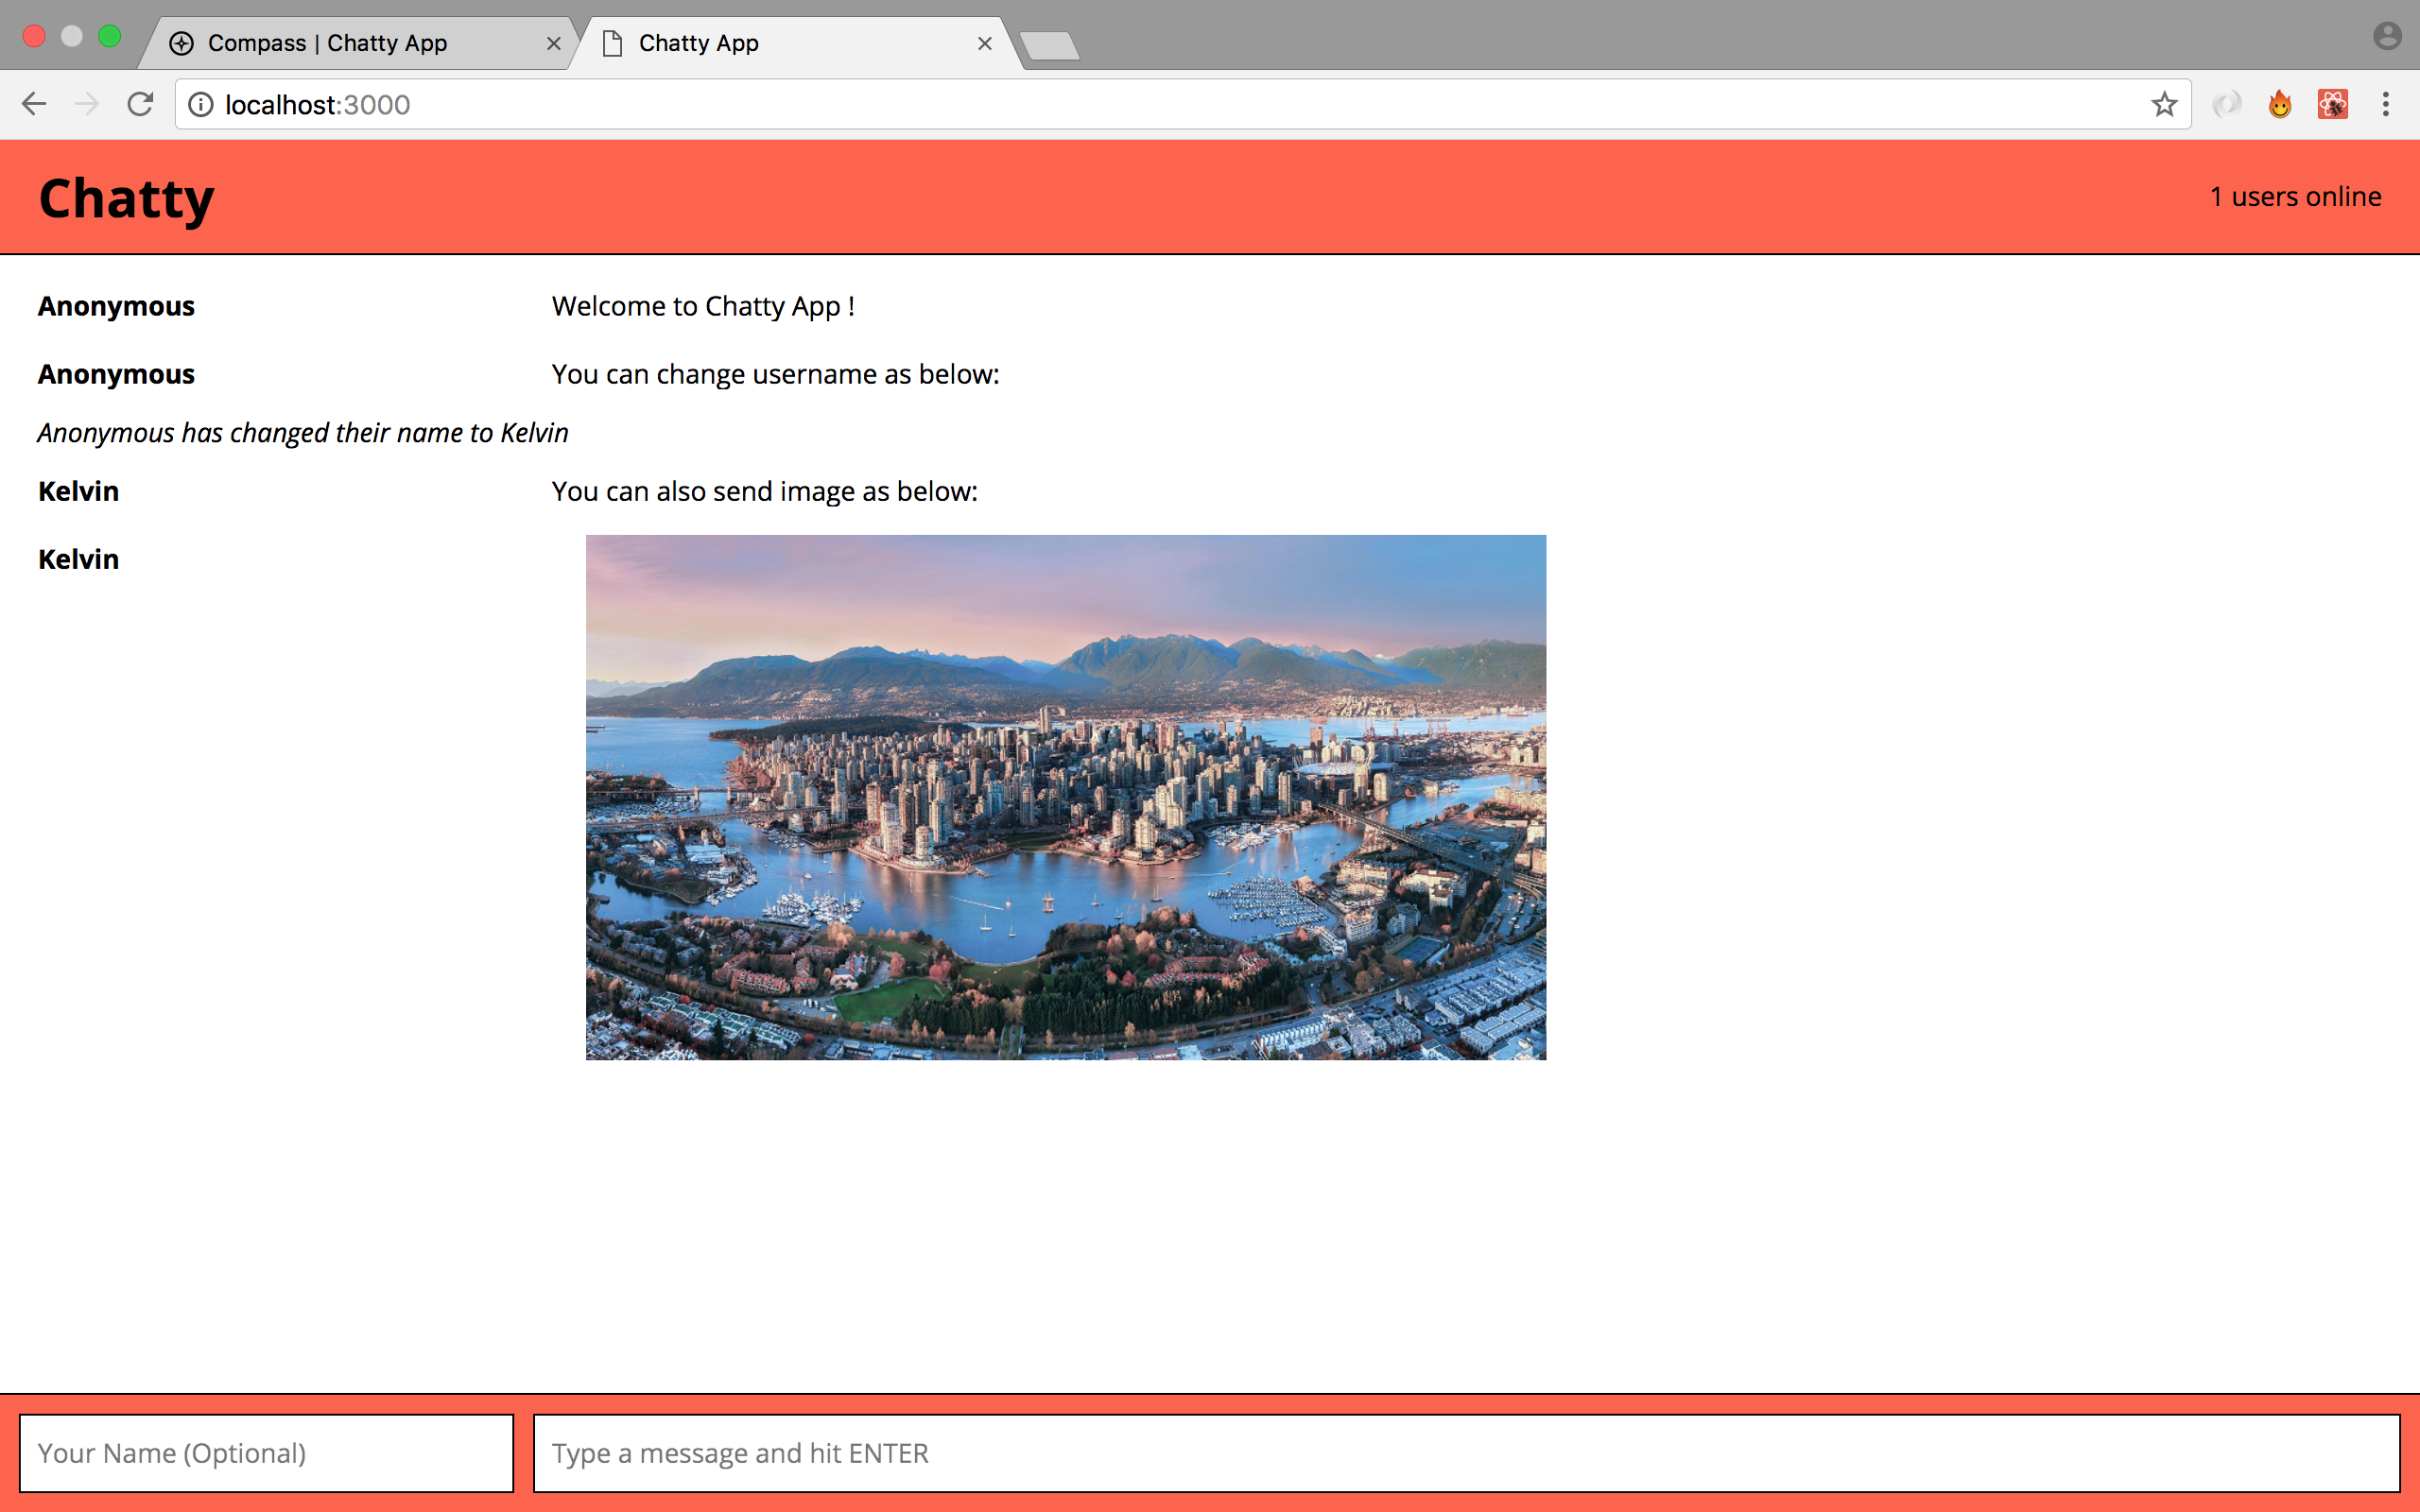 Compass | Chatty App
Chatty App
localhost:3000
Chatty
1 users online
Anonymous Welcome to Chatty App !
Anonymous You can change username as below:
Anonymous has changed their name to Kelvin
Kelvin You can also send image as below:
Kelvin
Your Name (Optional)
Type a message and hit ENTER